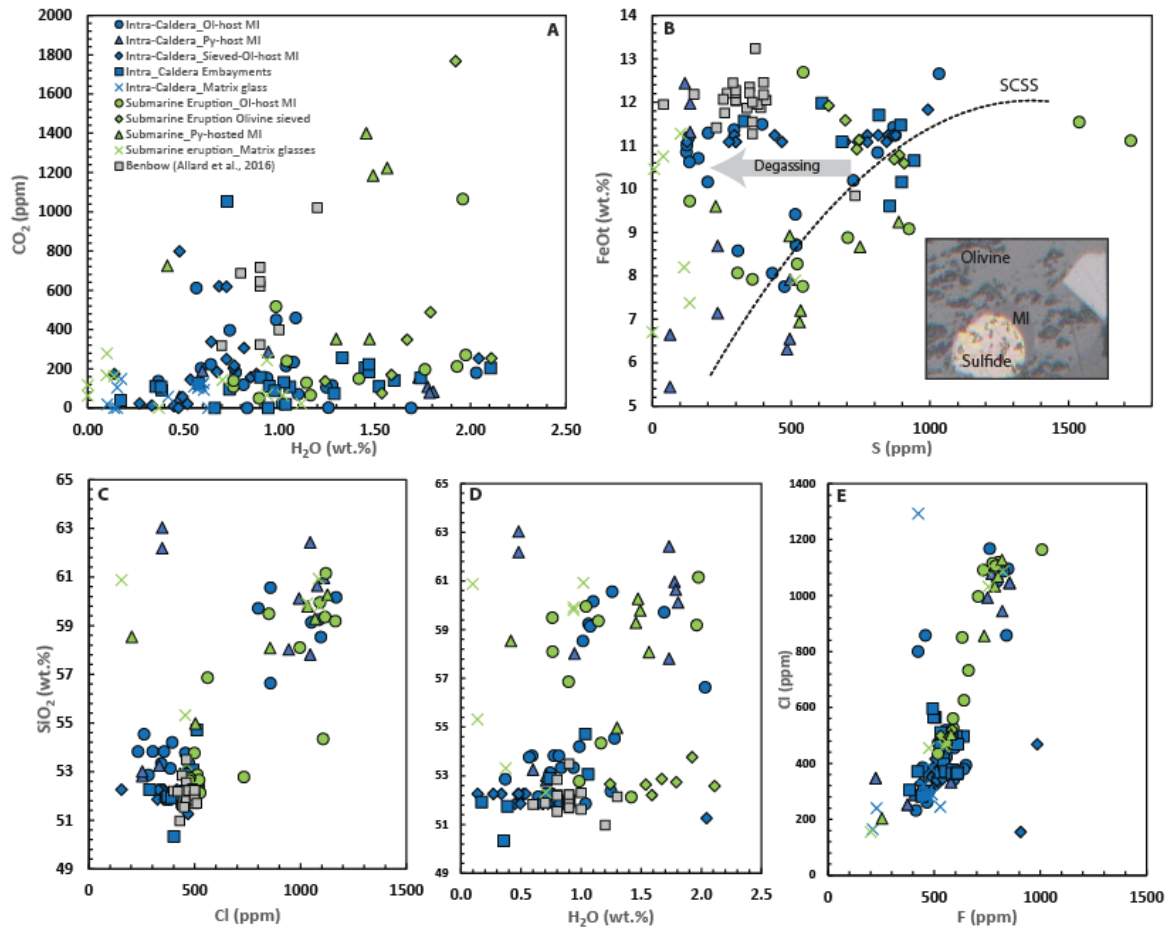 Intra-Caldera_Ol-host MI
Intra-Caldera_Py-host MI
Intra-Caldera_Sieved-Ol-host MI
Intra_Caldera Embayments
Intra-Caldera_Matrix glass
Submarine Eruption_Ol-host MI
Submarine Eruption Olivine sieved
Submarine_Py-hosted MI
Submarine eruption_Matrix glasses
Benbow (Allard et al., 2016)
A
2000
1800
1600
1400
1200
1000
800
600
400
200
0
CO2 (ppm)
0.00 0.50 1.00 1.50 2.00 2.50
H2O (wt.%)
B
14
13
12
11
10
9
8
7
6
5
FeOt (wt.%)
SCSS
Degassing
Olivine
MI
Sulfide
0 500 1000 1500
S (ppm)
C
65
63
61
59
57
55
53
51
49
SiO2 (wt.%)
0 500 1000 1500
Cl (ppm)
D
65
63
61
59
57
55
53
51
49
0.0 0.5 1.0 1.5 2.0 2.5
H2O (wt.%)
E
1400
1200
1000
800
600
400
200
0
Cl (ppm)
0 500 1000 1500
F (ppm)